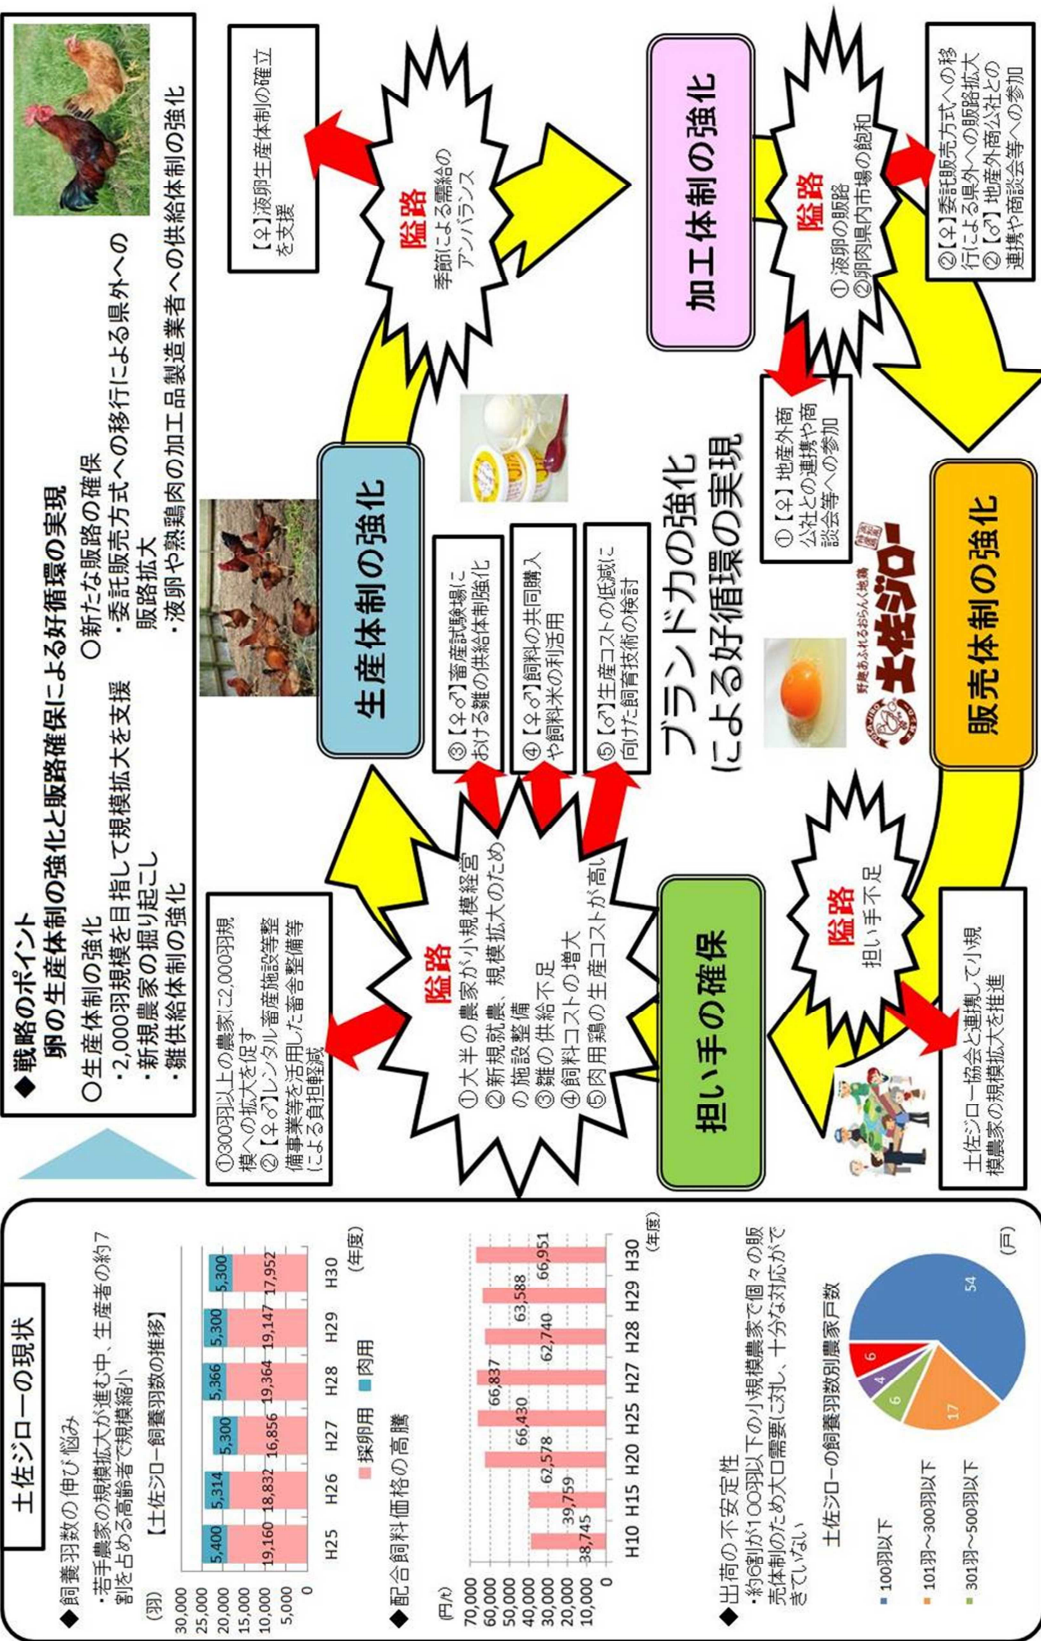 土佐ジローの現状
◆飼養羽数の伸び悩み
・若手農家の規模拡大が進む中、生産者の約7
割を占める高齢者で規模縮小
【土佐ジロー飼養羽数の推移】
(羽)
30,000
25,000
20,000
15,000
10,000
5,000
0
5,400
5,314
5,300
5,366
5,300
5,300
19,160
18,832
16,856
19,364
19,147
17,952
H25
H26
H27
H28
H29
H30
(年度)
採卵用
肉用
◆配合飼料価格の高騰
(円/t)
70,000
60,000
50,000
40,000
30,000
20,000
10,000
0
38,745
39,759
62,578
66,430
66,837
62,740
63,588
66,951
H10
H15
H20
H25
H27
H28
H29
H30
(年度)
◆出荷の不安定性
・約6割が100羽以下の小規模農家で個々の販
売体制のため大口需要に対し、十分な対応がで
きていない
土佐ジローの飼養羽数別農家戸数
100羽以下
101羽～300羽以下
301羽～500羽以下
54
17
6
4
6
(戸)
◆戦略のポイント
卵の生産体制の強化と販路確保による好循環の実現
〇生産体制の強化
・2,000羽規模を目指して規模拡大を支援
・新規農家の掘り起こし
・雛供給体制の強化
〇新たな販路の確保
・委託販売方式への移行による県外への
販路拡大
・液卵や熟鶏肉の加工品製造業者への供給体制の強化
①300羽以上の農家に2,000羽規
模への拡大を促す
②【♀♂】レンタル畜産施設等整
備事業等を活用した畜舎整備等
による負担軽減
隘路
①大半の農家が小規模経営
②新規就農、規模拡大のため
の施設整備
③雛の供給不足
④飼料コストの増大
⑤肉用鶏の生産コストが高い
③【♀♂】畜産試験場に
おける雛の供給体制強化
④【♀♂】飼料の共同購入
や飼料米の利活用
⑤【♂】生産コストの低減に
向けた飼育技術の検討
生産体制の強化
隘路
季節による需給の
アンバランス
【♀】液卵生産体制の確立
を支援
加工体制の強化
隘路
①液卵の販路
②卵肉県内市場の飽和
①【♀】地産外商
公社との連携や商
談会等への参加
②【♀】委託販売方式への移
行による県外への販路拡大
②【♂】地産外商公社との
連携や商談会等への参加
ブランド力の強化
による好循環の実現
野趣あふれるおらんく地鶏
土佐ジロー
販売体制の強化
隘路
担い手不足
土佐ジロー協会と連携して小規
模農家の規模拡大を推進
担い手の確保